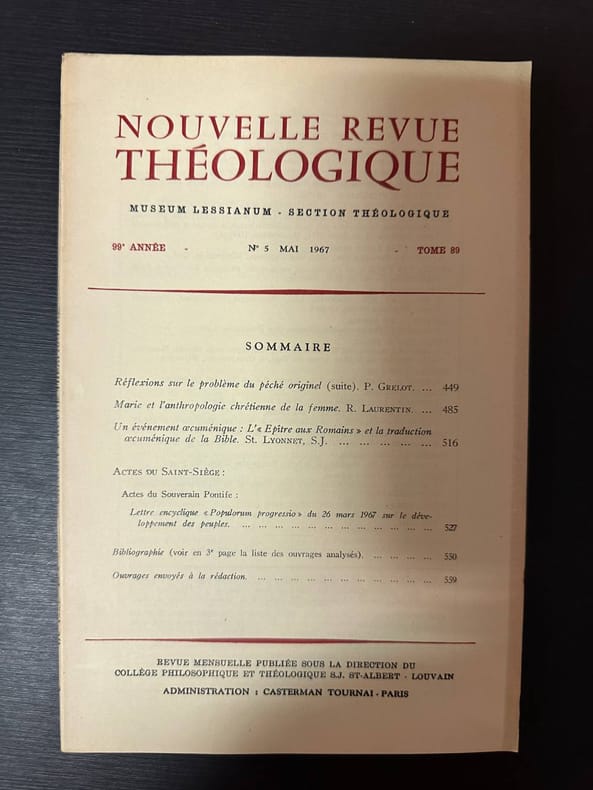 NOUVELLE REVUE
THÉOLOGIQUE
MUSEUM LESSIANUM - SECTION THÉOLOGIQUE
99e ANNÉE - N° 5 MAI 1967 - TOME 89
SOMMAIRE
Réflexions sur le problème du péché originel (suite). P. GRELOT. ... 449
Marie et l'anthropologie chrétienne de la femme. R. LAURENTIN. ... 485
Un événement œcuménique : L'« Epître aux Romains » et la traduction
œcuménique de la Bible. St. LYONNET, S.J. ... ... ... ... ... ... 516
ACTES DU SAINT-SIÈGE :
Actes du Souverain Pontife :
Lettre encyclique « Populorum progressio » du 26 mars 1967 sur le déve-
loppement des peuples. ... ... ... ... ... ... ... ... ... ... ... ... ... 527
Bibliographie (voir en 3e page la liste des ouvrages analysés). ... ... ... ... 550
Ouvrages envoyés à la rédaction. ... ... ... ... ... ... ... ... ... ... ... ... 559
REVUE MENSUELLE PUBLIÉE SOUS LA DIRECTION DU
COLLÈGE PHILOSOPHIQUE ET THÉOLOGIQUE S.J. ST-ALBERT - LOUVAIN
ADMINISTRATION : CASTERMAN TOURNAI - PARIS